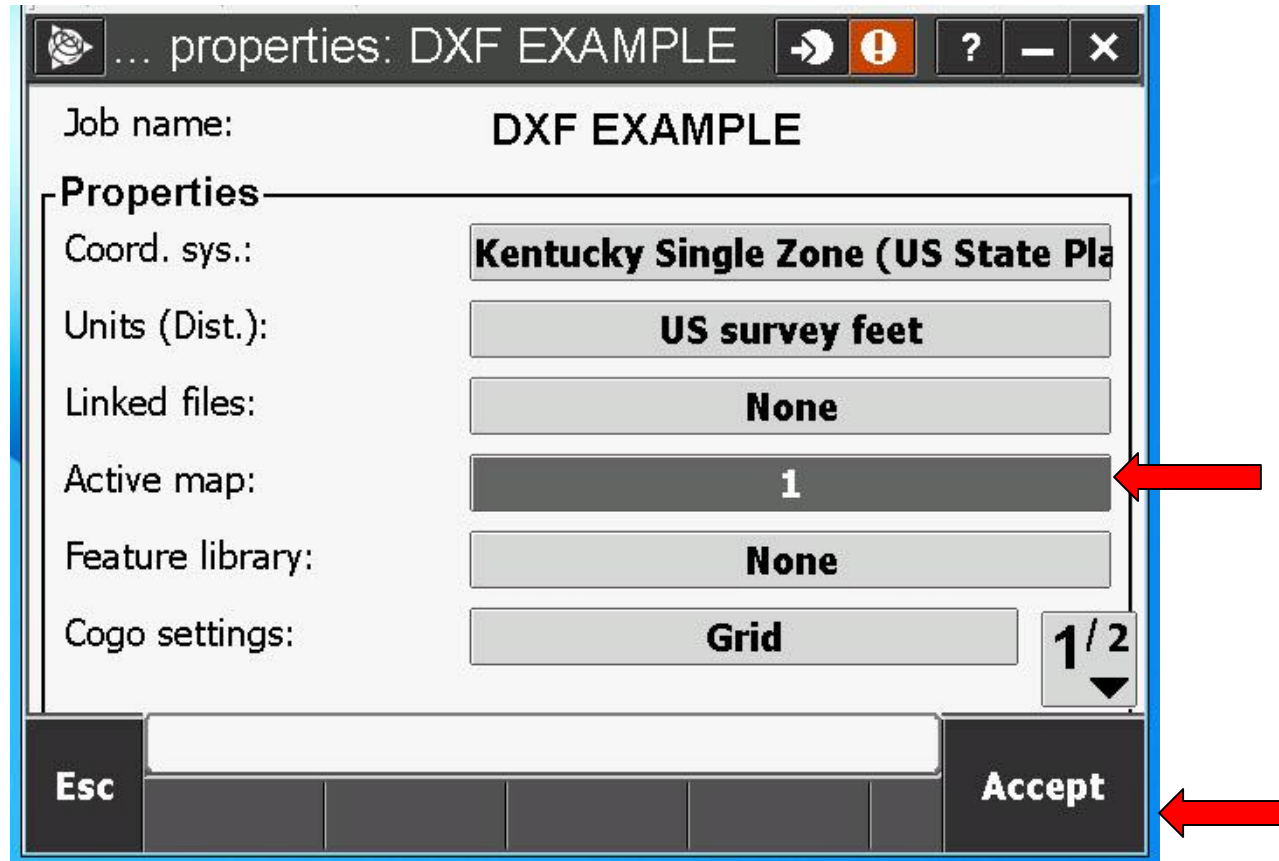 ... properties: DXF EXAMPLE ? – ×
Job name: DXF EXAMPLE
Properties
Coord. sys.: Kentucky Single Zone (US State Pla
Units (Dist.): US survey feet
Linked files: None
Active map: 1
Feature library: None
Cogo settings: Grid
1/2
Esc Accept